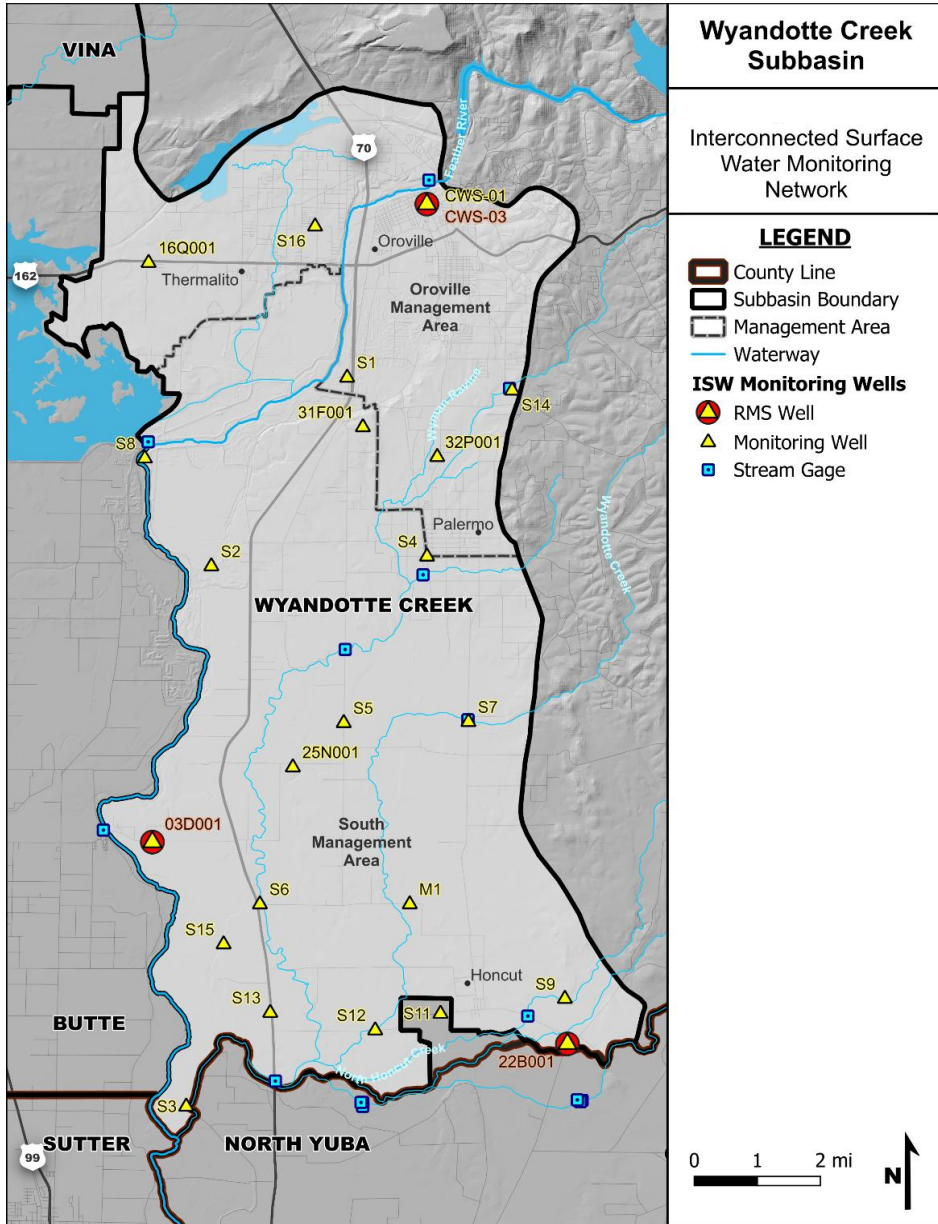 Wyandotte Creek
Subbasin
Interconnected Surface
Water Monitoring
Network
LEGEND
County Line
Subbasin Boundary
Management Area
Waterway
ISW Monitoring Wells
RMS Well
Monitoring Well
Stream Gage
0 1 2 mi
N
VINA
70
Feather River
CWS-01
CWS-03
S16
16Q001
Oroville
Thermalito
162
Oroville
Management
Area
S1
31F001
Wyman Ravine
S14
32P001
S8
Palermo
Wyandotte Creek
S4
S2
WYANDOTTE CREEK
S5
S7
25N001
03D001
South
Management
Area
S6
M1
S15
Honcut
S9
S13
S12
S11
BUTTE
North Honcut Creek
22B001
S3
SUTTER
NORTH YUBA
99